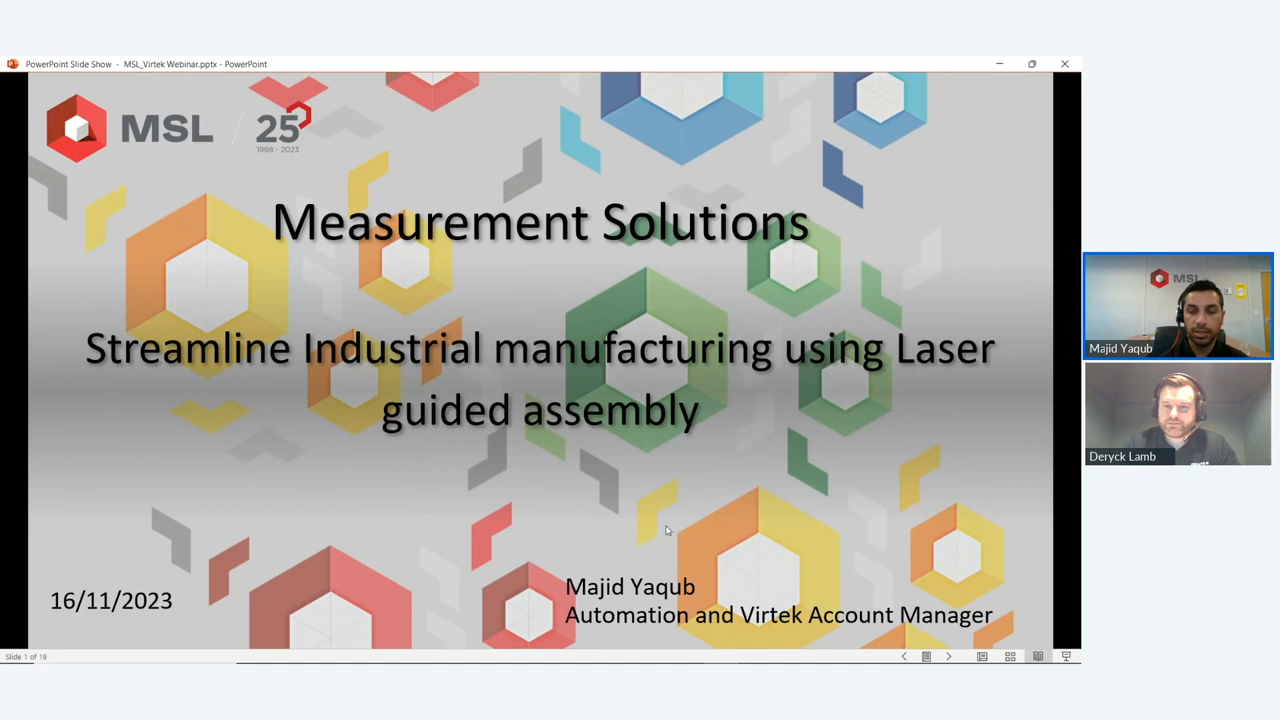 PowerPoint Slide Show - MSL_Virtek Webinar.pptx - PowerPoint
MSL
25
1998 - 2023
Measurement Solutions
Streamline Industrial manufacturing using Laser
guided assembly
16/11/2023
Majid Yaqub
Automation and Virtek Account Manager
Slide 1 of 19
MSL
Majid Yaqub
Deryck Lamb